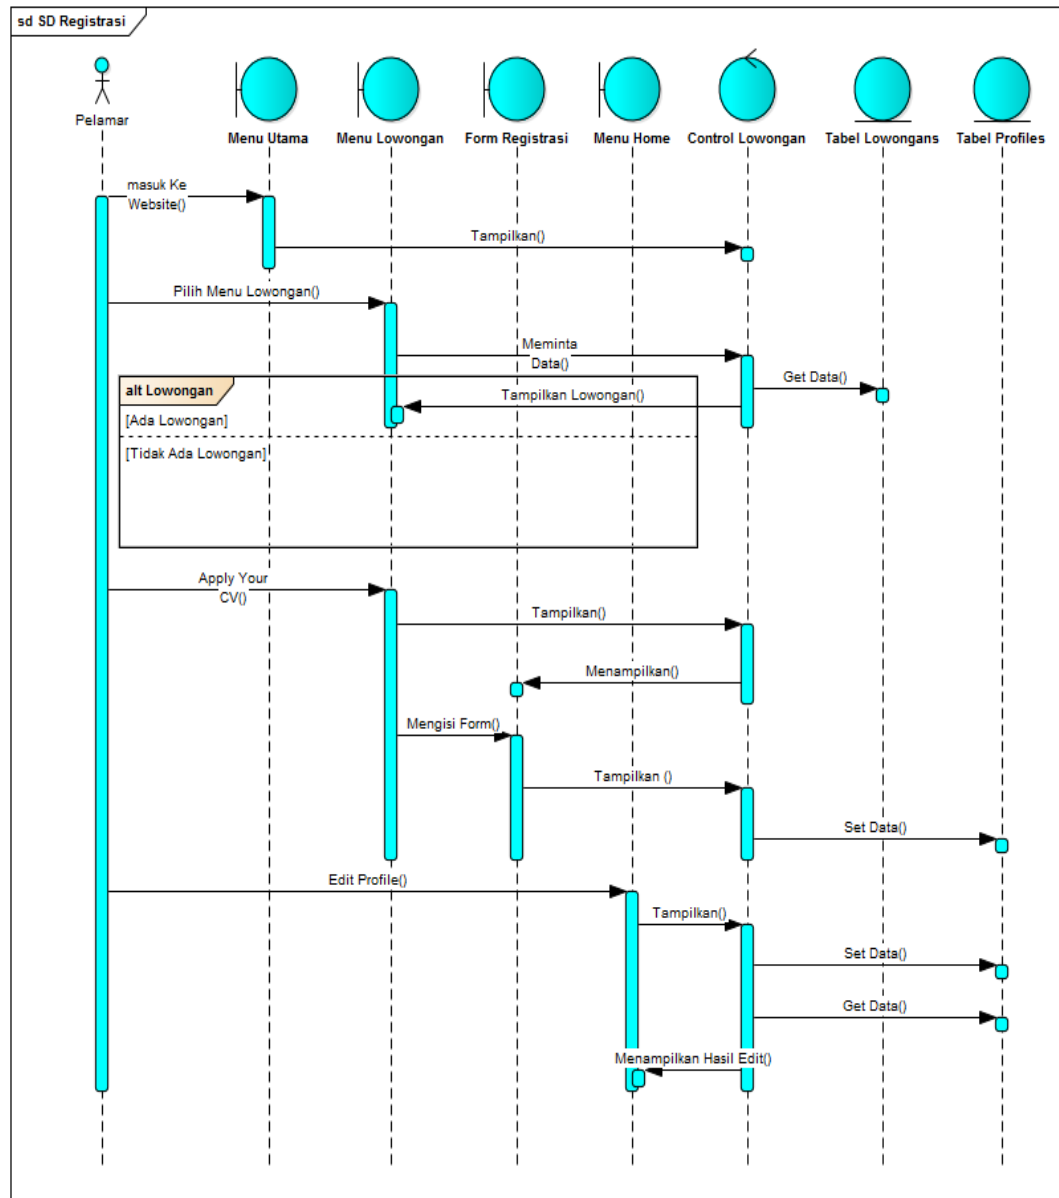 sd SD Registrasi
Pelamar
Menu Utama
Menu Lowongan
Form Registrasi
Menu Home
Control Lowongan
Tabel Lowongans
Tabel Profiles
masuk Ke
Website()
Tampilkan()
Pilih Menu Lowongan()
Meminta
Data()
Get Data()
alt Lowongan
Tampilkan Lowongan()
[Ada Lowongan]
[Tidak Ada Lowongan]
Apply Your
CV()
Tampilkan()
Menampilkan()
Mengisi Form()
Tampilkan ()
Set Data()
Edit Profile()
Tampilkan()
Set Data()
Get Data()
Menampilkan Hasil Edit()